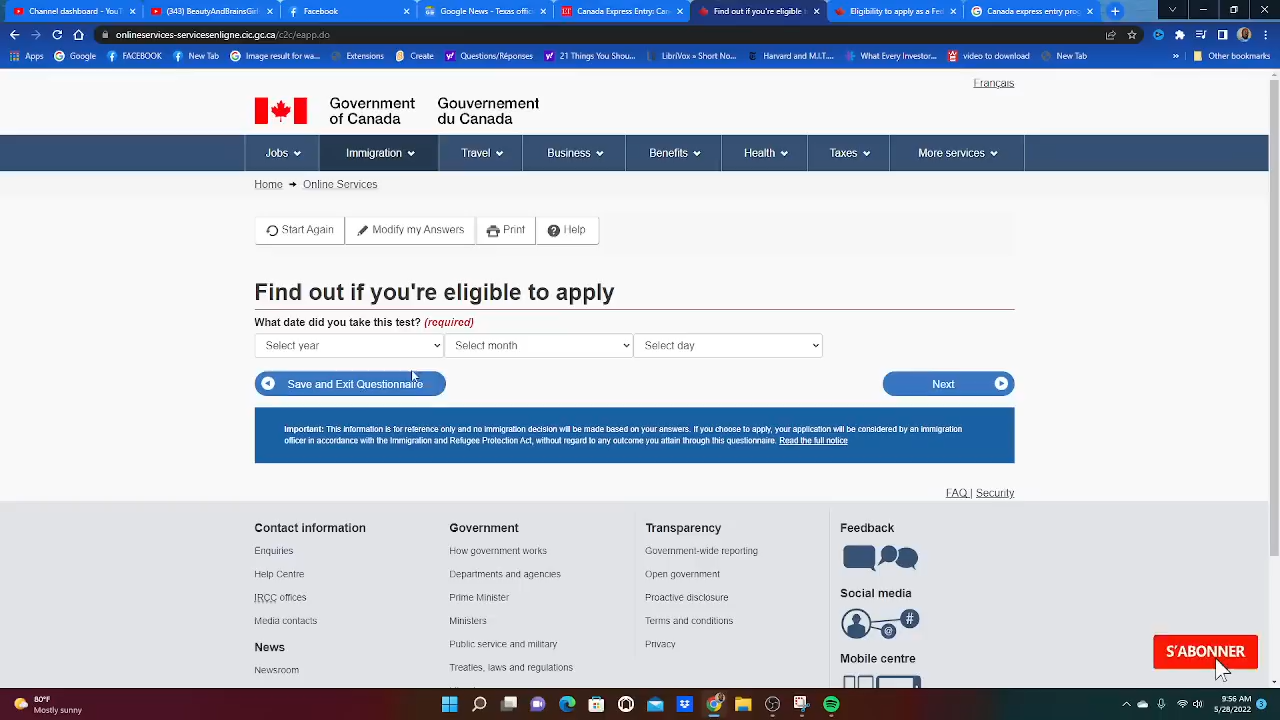 Channel dashboard - YouT
(343) BeautyAndBrainsGirl
Facebook
Google News - Texas office
Canada Express Entry: Can
Find out if you're eligible to
Eligibility to apply as a Fed
Canada express entry prog
onlineservices-servicesenligne.cic.gc.ca/c2c/eapp.do
Apps
Google
FACEBOOK
New Tab
Image result for wa...
Extensions
Create
Questions/Réponses
21 Things You Shou...
LibriVox » Short No...
Harvard and M.I.T....
What Every Investor...
video to download
New Tab
»
Other bookmarks
Français
Government of Canada
Gouvernement du Canada
Jobs
Immigration
Travel
Business
Benefits
Health
Taxes
More services
Home → Online Services
Start Again
Modify my Answers
Print
Help
Find out if you're eligible to apply
What date did you take this test? (required)
Select year
Select month
Select day
Save and Exit Questionnaire
Next
Important: This information is for reference only and no immigration decision will be made based on your answers. If you choose to apply, your application will be considered by an immigration
officer in accordance with the Immigration and Refugee Protection Act, without regard to any outcome you attain through this questionnaire. Read the full notice
FAQ | Security
Contact information
Enquiries
Help Centre
IRCC offices
Media contacts
News
Newsroom
Government
How government works
Departments and agencies
Prime Minister
Ministers
Public service and military
Treaties, laws and regulations
Transparency
Government-wide reporting
Open government
Proactive disclosure
Terms and conditions
Privacy
Feedback
Social media
Mobile centre
S'ABONNER
80°F
Mostly sunny
9:56 AM
5/28/2022